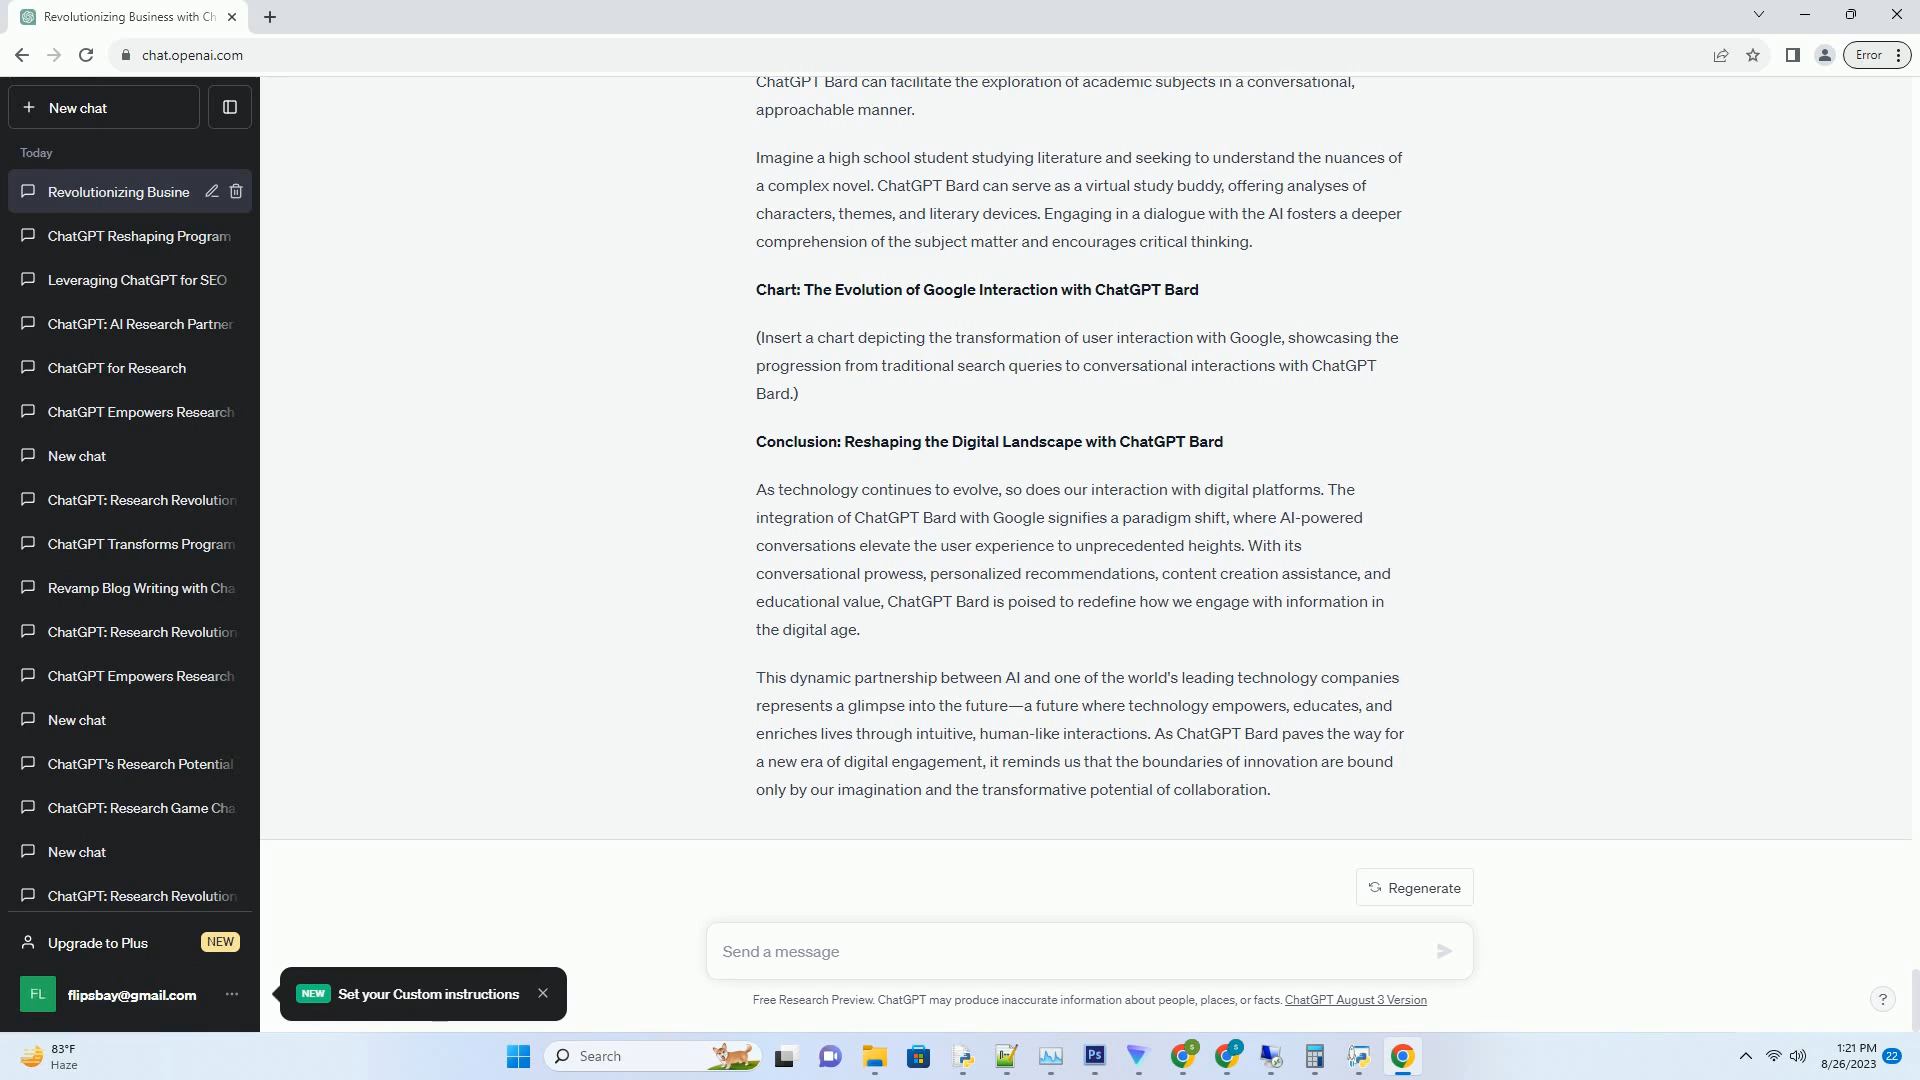 Revolutionizing Business with Ch
chat.openai.com
Error
New chat
Today
Revolutionizing Busine
ChatGPT Reshaping Program
Leveraging ChatGPT for SEO
ChatGPT: AI Research Partner
ChatGPT for Research
ChatGPT Empowers Research
New chat
ChatGPT: Research Revolution
ChatGPT Transforms Program
Revamp Blog Writing with Cha
ChatGPT: Research Revolution
ChatGPT Empowers Research
New chat
ChatGPT's Research Potential
ChatGPT: Research Game Cha
New chat
ChatGPT: Research Revolution
Upgrade to Plus NEW
FL flipsbay@gmail.com
NEW Set your Custom instructions
ChatGPT Bard can facilitate the exploration of academic subjects in a conversational,
approachable manner.
Imagine a high school student studying literature and seeking to understand the nuances of
a complex novel. ChatGPT Bard can serve as a virtual study buddy, offering analyses of
characters, themes, and literary devices. Engaging in a dialogue with the AI fosters a deeper
comprehension of the subject matter and encourages critical thinking.
Chart: The Evolution of Google Interaction with ChatGPT Bard
(Insert a chart depicting the transformation of user interaction with Google, showcasing the
progression from traditional search queries to conversational interactions with ChatGPT
Bard.)
Conclusion: Reshaping the Digital Landscape with ChatGPT Bard
As technology continues to evolve, so does our interaction with digital platforms. The
integration of ChatGPT Bard with Google signifies a paradigm shift, where AI-powered
conversations elevate the user experience to unprecedented heights. With its
conversational prowess, personalized recommendations, content creation assistance, and
educational value, ChatGPT Bard is poised to redefine how we engage with information in
the digital age.
This dynamic partnership between AI and one of the world's leading technology companies
represents a glimpse into the future—a future where technology empowers, educates, and
enriches lives through intuitive, human-like interactions. As ChatGPT Bard paves the way for
a new era of digital engagement, it reminds us that the boundaries of innovation are bound
only by our imagination and the transformative potential of collaboration.
Regenerate
Send a message
Free Research Preview. ChatGPT may produce inaccurate information about people, places, or facts. ChatGPT August 3 Version
?
83°F
Haze
Search
Ps
S
S
1:21 PM
8/26/2023
22